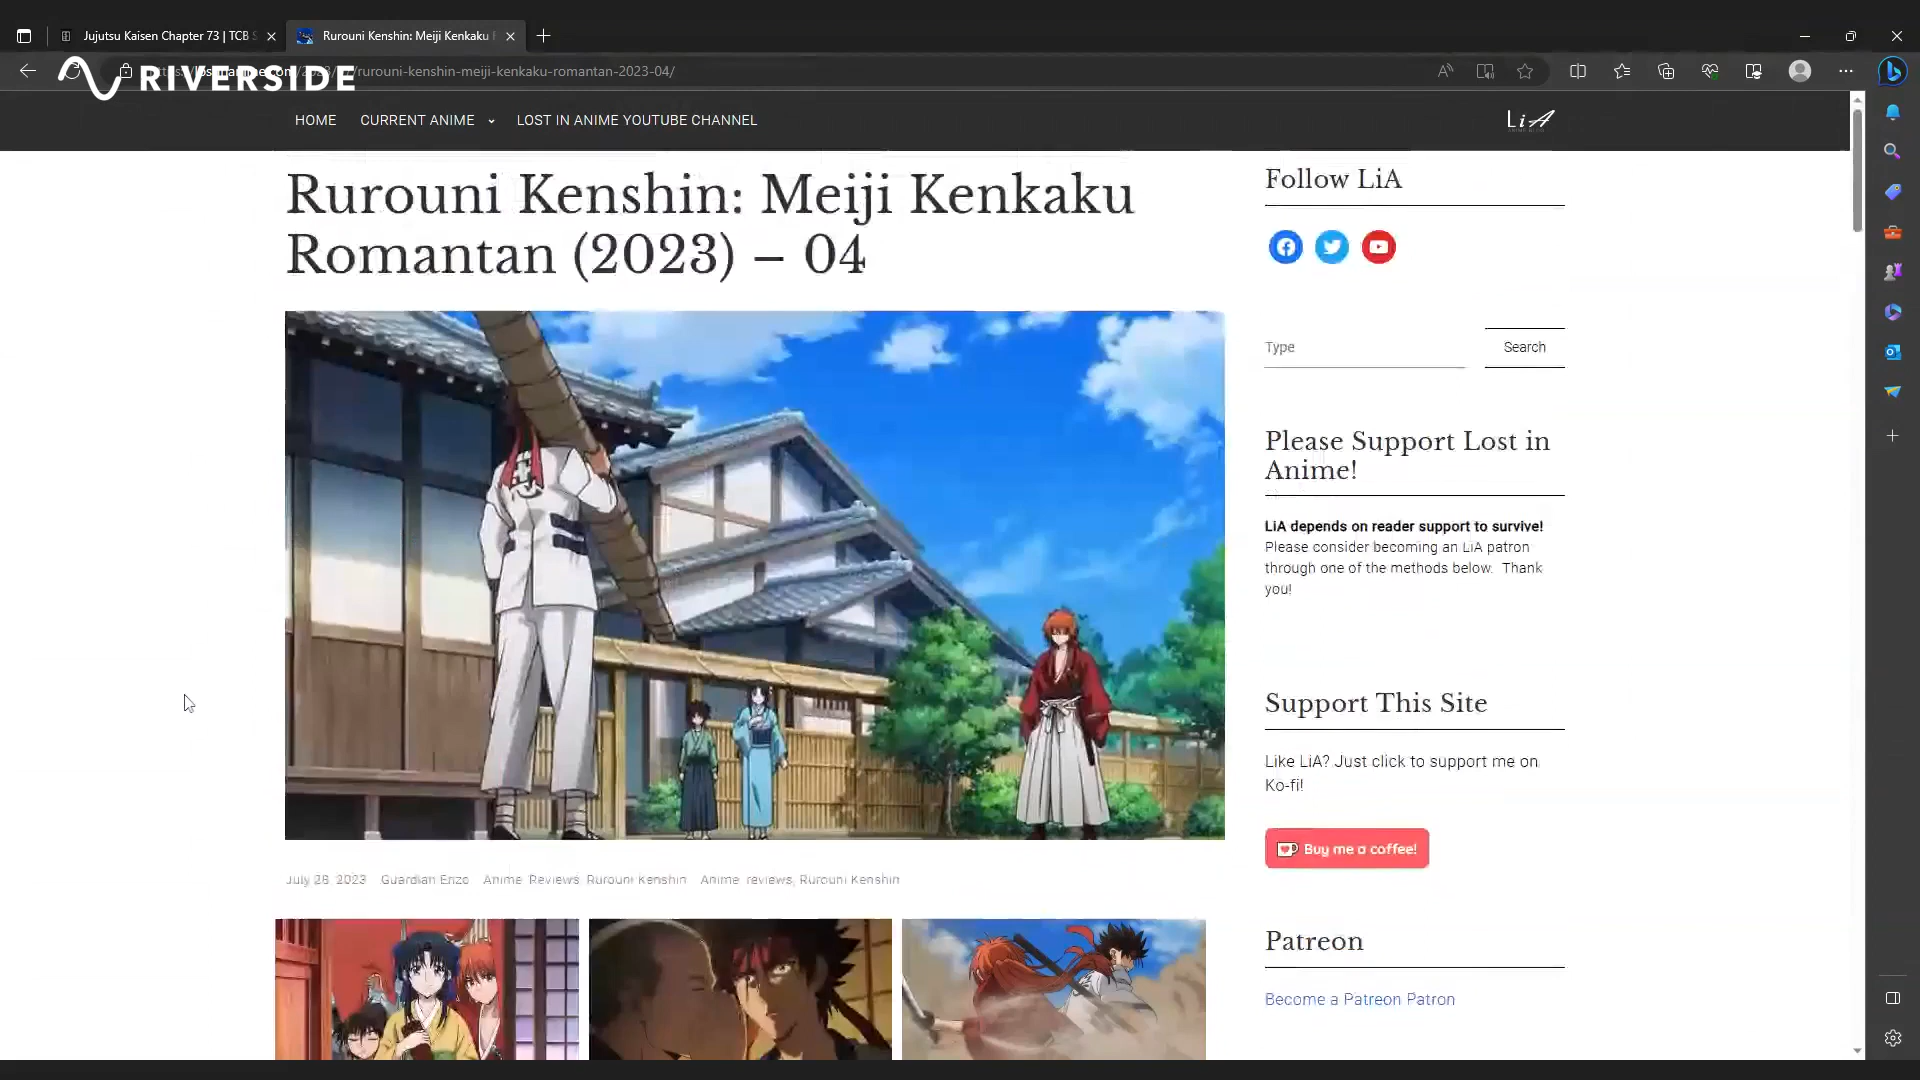 Jujutsu Kaisen Chapter 73 | TCB S
Rurouni Kenshin: Meiji Kenkaku
RIVERSIDE
/rurouni-kenshin-meiji-kenkaku-romantan-2023-04/
HOME
CURRENT ANIME
LOST IN ANIME YOUTUBE CHANNEL
LiA
Rurouni Kenshin: Meiji Kenkaku
Romantan (2023) – 04
July 28, 2023 Guardian Enzo Anime, Reviews, Rurouni Kenshin Anime, reviews, Rurouni Kenshin
Follow LiA
Type
Search
Please Support Lost in
Anime!
LiA depends on reader support to survive!
Please consider becoming an LiA patron
through one of the methods below. Thank
you!
Support This Site
Like LiA? Just click to support me on
Ko-fi!
Buy me a coffee!
Patreon
Become a Patreon Patron